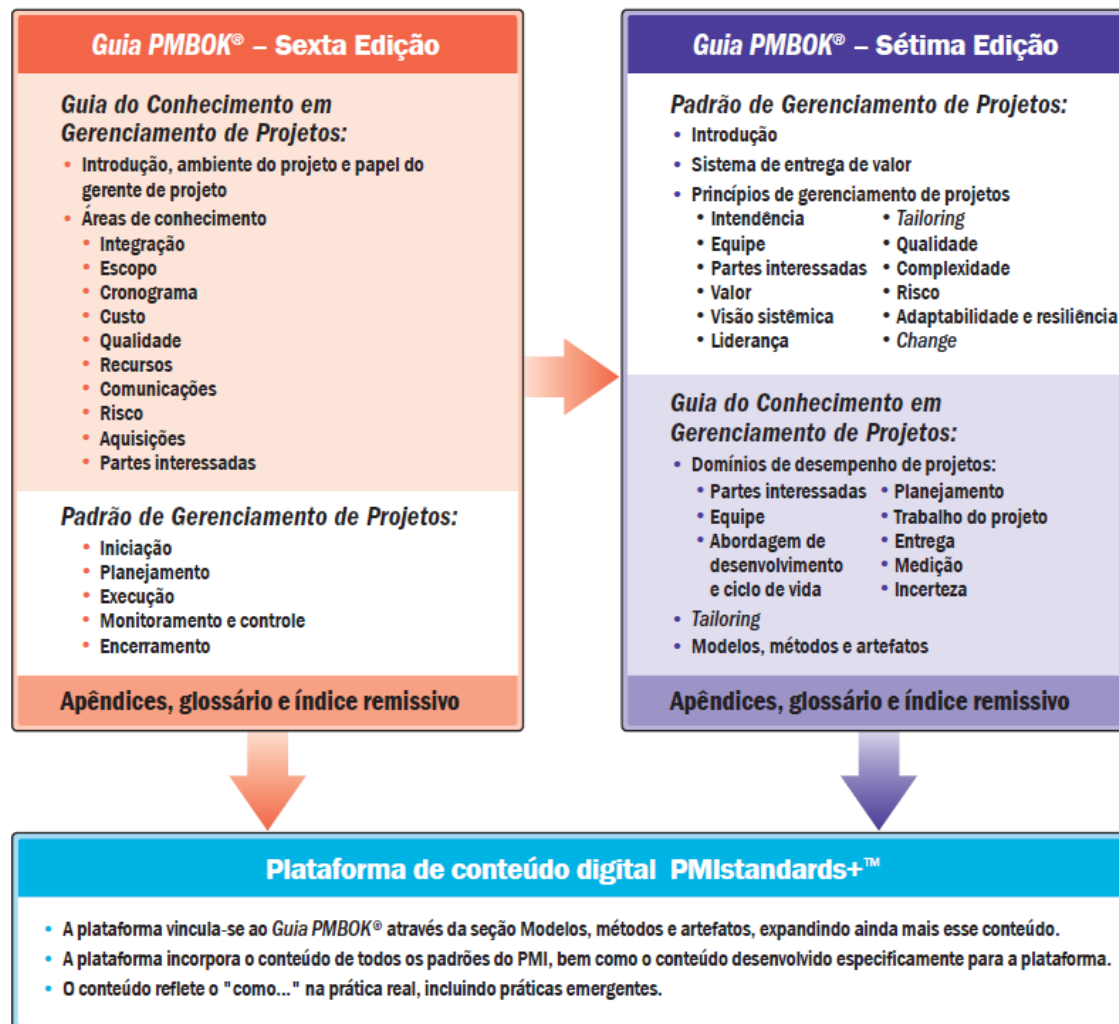 Guia PMBOK® – Sexta Edição
Guia do Conhecimento em
Gerenciamento de Projetos:
• Introdução, ambiente do projeto e papel do
gerente de projeto
• Áreas de conhecimento
• Integração
• Escopo
• Cronograma
• Custo
• Qualidade
• Recursos
• Comunicações
• Risco
• Aquisições
• Partes interessadas
Padrão de Gerenciamento de Projetos:
• Iniciação
• Planejamento
• Execução
• Monitoramento e controle
• Encerramento
Apêndices, glossário e índice remissivo
Guia PMBOK® – Sétima Edição
Padrão de Gerenciamento de Projetos:
• Introdução
• Sistema de entrega de valor
• Princípios de gerenciamento de projetos
• Intendência
• Equipe
• Partes interessadas
• Valor
• Visão sistêmica
• Liderança
• Tailoring
• Qualidade
• Complexidade
• Risco
• Adaptabilidade e resiliência
• Change
Guia do Conhecimento em
Gerenciamento de Projetos:
• Domínios de desempenho de projetos:
• Partes interessadas
• Equipe
• Abordagem de
desenvolvimento
e ciclo de vida
• Planejamento
• Trabalho do projeto
• Entrega
• Medição
• Incerteza
• Tailoring
• Modelos, métodos e artefatos
Apêndices, glossário e índice remissivo
Plataforma de conteúdo digital PMIstandards+™
• A plataforma vincula-se ao Guia PMBOK® através da seção Modelos, métodos e artefatos, expandindo ainda mais esse conteúdo.
• A plataforma incorpora o conteúdo de todos os padrões do PMI, bem como o conteúdo desenvolvido especificamente para a plataforma.
• O conteúdo reflete o "como..." na prática real, incluindo práticas emergentes.